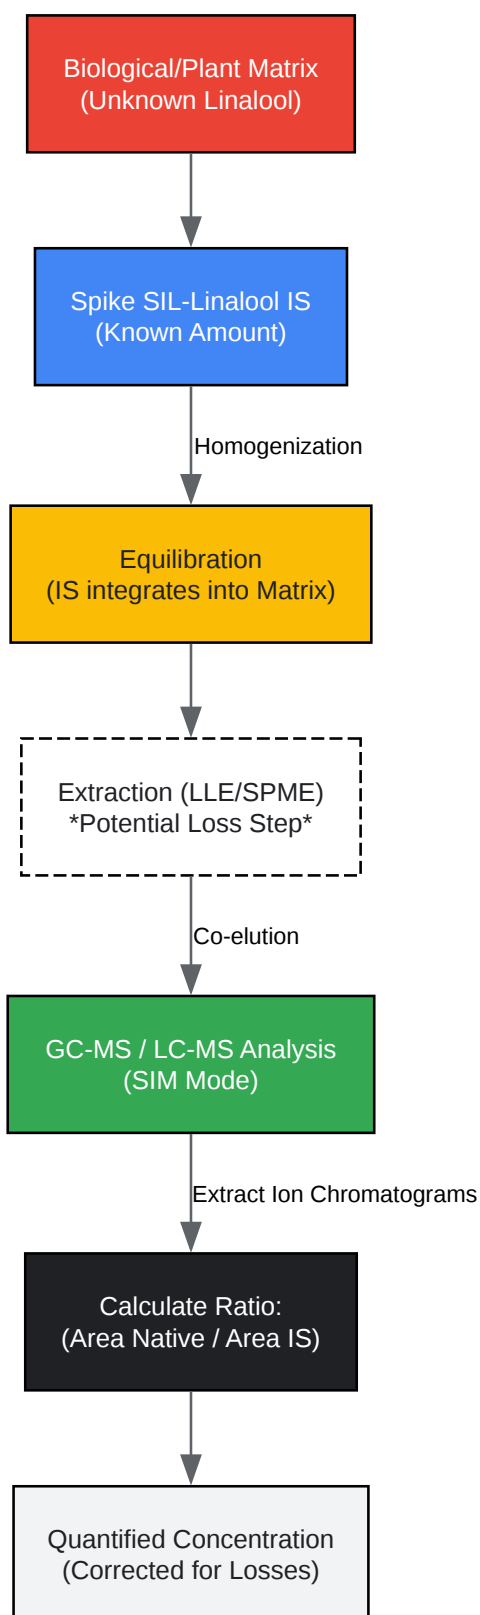 Biological/Plant Matrix
(Unknown Linalool)
Spike SIL-Linalool IS
(Known Amount)
Homogenization
Equilibration
(IS integrates into Matrix)
Extraction (LLE/SPME)
*Potential Loss Step*
Co-elution
GC-MS / LC-MS Analysis
(SIM Mode)
Extract Ion Chromatograms
Calculate Ratio:
(Area Native / Area IS)
Quantified Concentration
(Corrected for Losses)